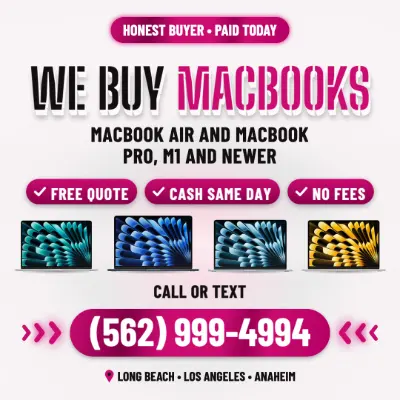 HONEST BUYER • PAID TODAY
WE BUY MACBOOKS
MACBOOK AIR AND MACBOOK
PRO, M1 AND NEWER
FREE QUOTE
CASH SAME DAY
NO FEES
CALL OR TEXT
(562) 999-4994
LONG BEACH • LOS ANGELES • ANAHEIM